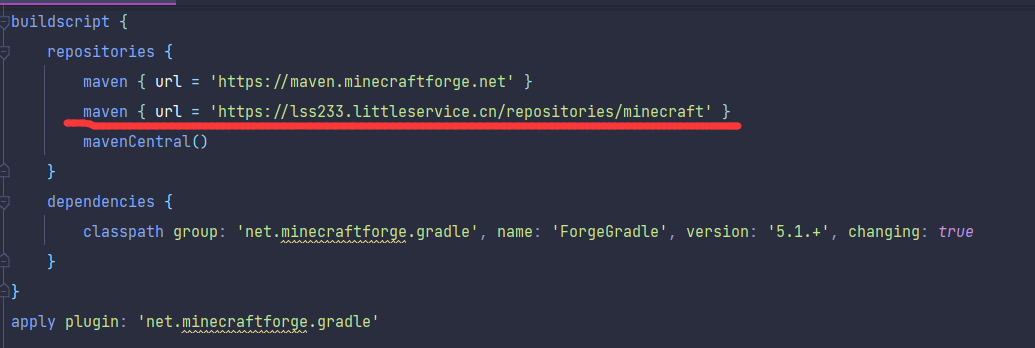 buildscript {
    repositories {
        maven { url = 'https://maven.minecraftforge.net' }
        maven { url = 'https://lss233.littleservice.cn/repositories/minecraft' }
        mavenCentral()
    }
    dependencies {
        classpath group: 'net.minecraftforge.gradle', name: 'ForgeGradle', version: '5.1.+', changing: true
    }
}
apply plugin: 'net.minecraftforge.gradle'